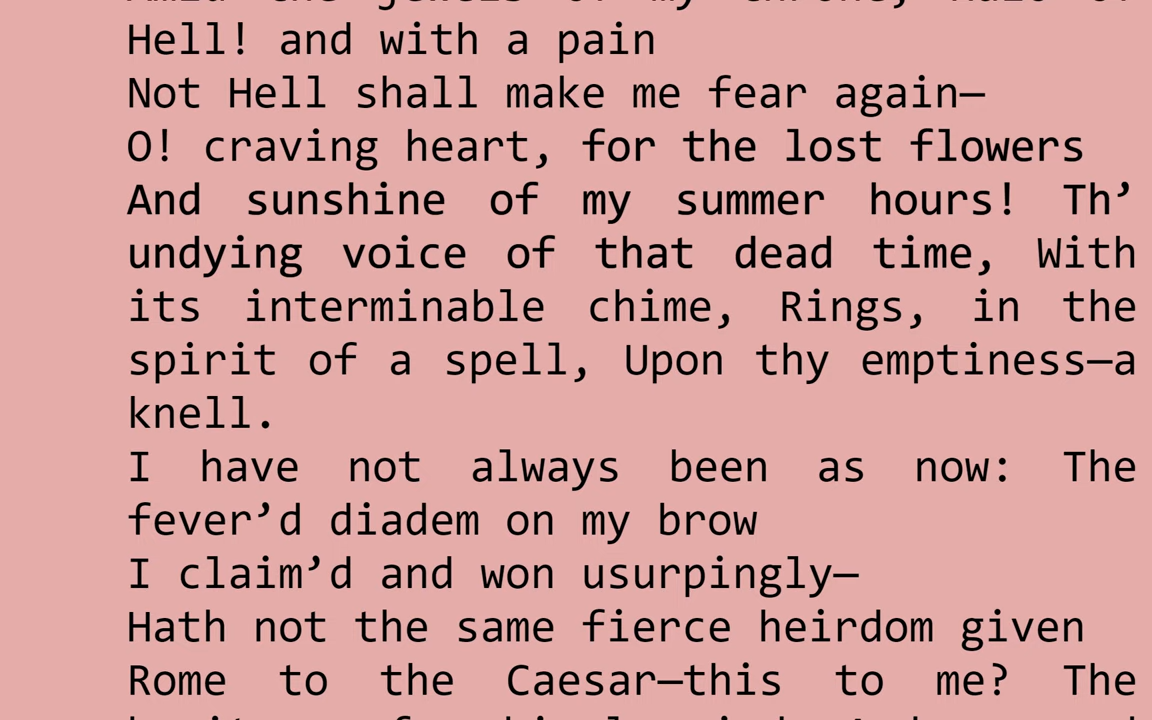 Hell! and with a pain
Not Hell shall make me fear again—
O! craving heart, for the lost flowers
And sunshine of my summer hours! Th’
undying voice of that dead time, With
its interminable chime, Rings, in the
spirit of a spell, Upon thy emptiness—a
knell.
I have not always been as now: The
fever’d diadem on my brow
I claim’d and won usurpingly—
Hath not the same fierce heirdom given
Rome to the Caesar—this to me? The